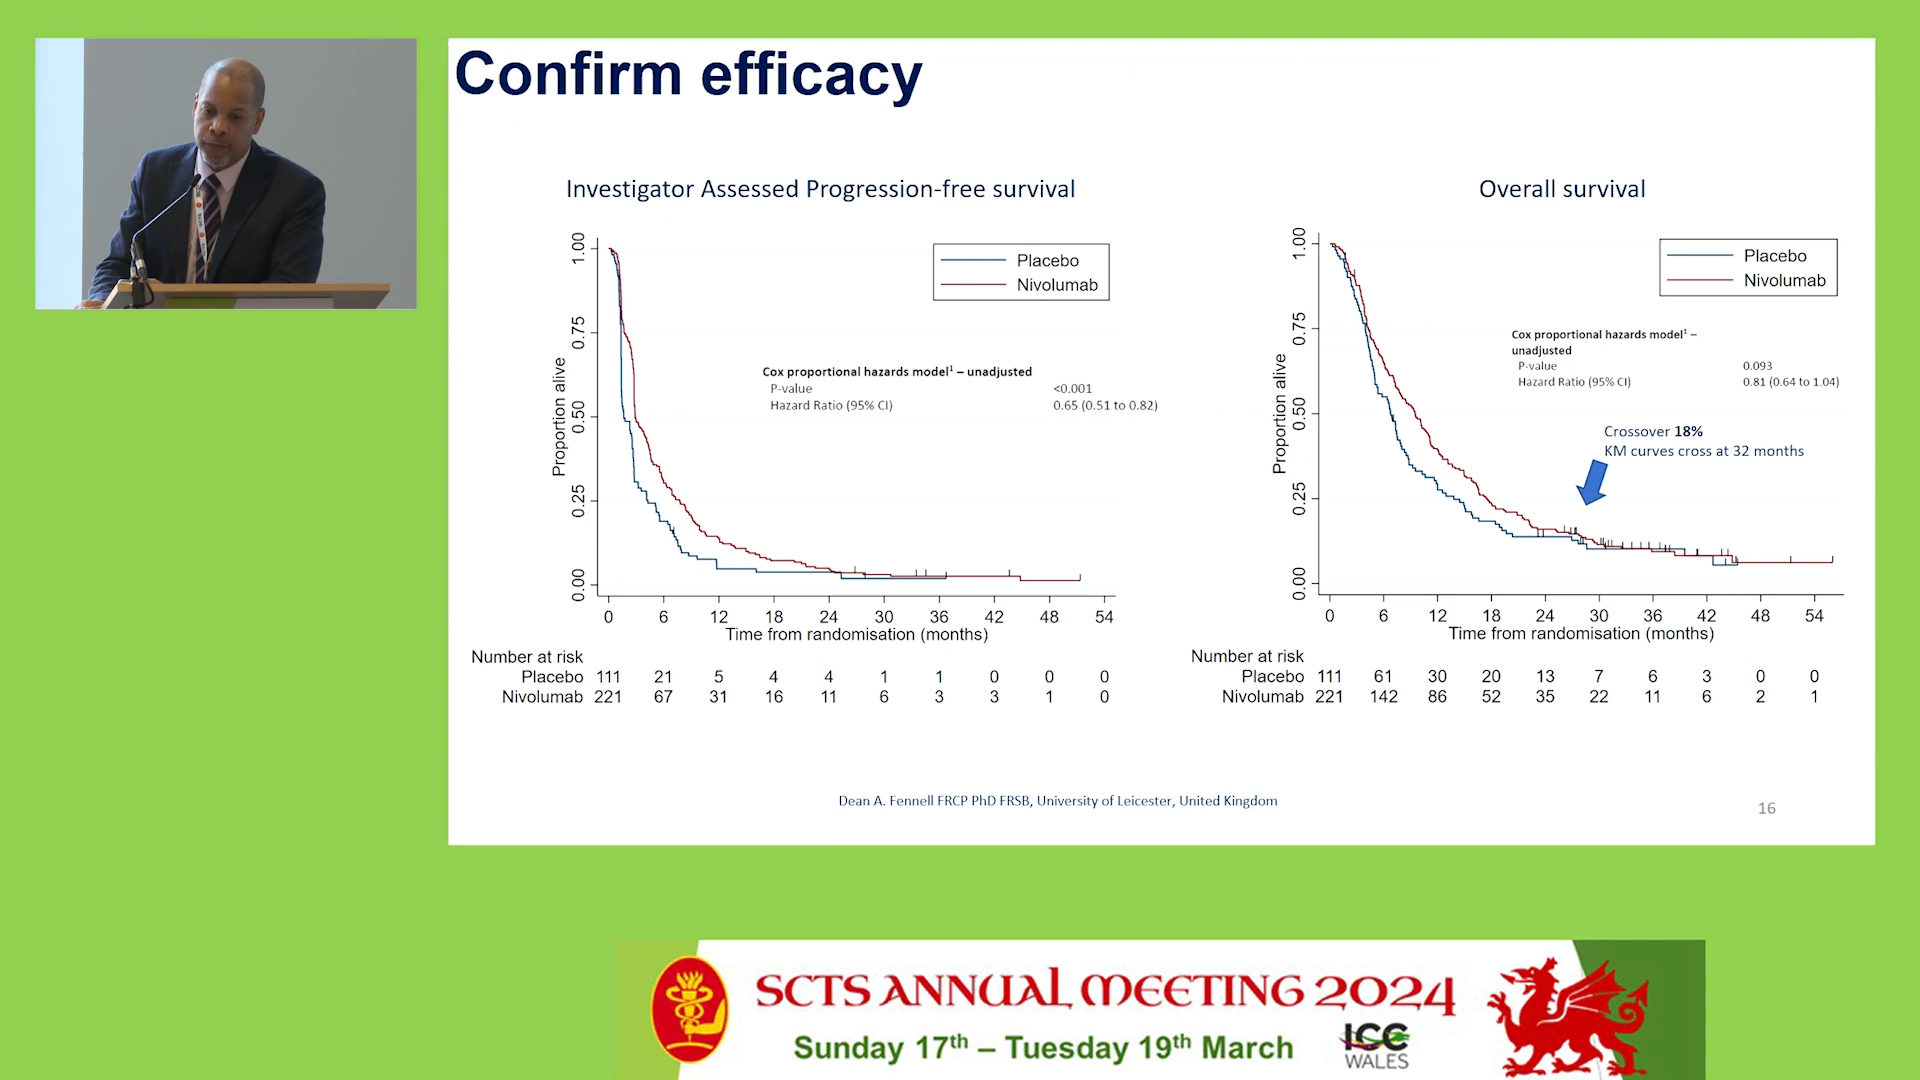 Confirm efficacy
Investigator Assessed Progression-free survival
Proportion alive
1.00
0.75
0.50
0.25
0.00
Placebo
Nivolumab
Cox proportional hazards model¹ – unadjusted
P-value <0.001
Hazard Ratio (95% CI) 0.65 (0.51 to 0.82)
0 6 12 18 24 30 36 42 48 54
Time from randomisation (months)
Number at risk
Placebo 111 21 5 4 4 1 1 0 0 0
Nivolumab 221 67 31 16 11 6 3 3 1 0
Overall survival
Proportion alive
1.00
0.75
0.50
0.25
0.00
Placebo
Nivolumab
Cox proportional hazards model¹ –
unadjusted
P-value 0.093
Hazard Ratio (95% CI) 0.81 (0.64 to 1.04)
Crossover 18%
KM curves cross at 32 months
0 6 12 18 24 30 36 42 48 54
Time from randomisation (months)
Number at risk
Placebo 111 61 30 20 13 7 6 3 0 0
Nivolumab 221 142 86 52 35 22 11 6 2 1
Dean A. Fennell FRCP PhD FRSB, University of Leicester, United Kingdom
16
SCTS ANNUAL MEETING 2024
Sunday 17th – Tuesday 19th March
ICC
WALES